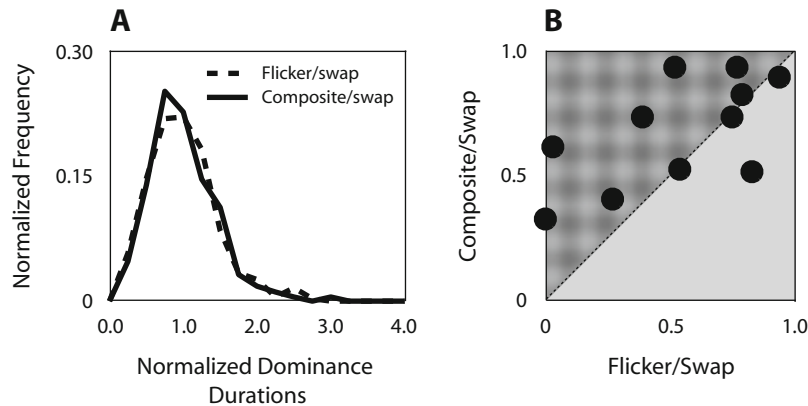 A
0.30
Flicker/swap
Composite/swap
0.15
0
Normalized Frequency
0.0 1.0 2.0 3.0 4.0
Normalized Dominance
Durations
B
1.0
0.5
0
Composite/Swap
0 0.5 1.0
Flicker/Swap